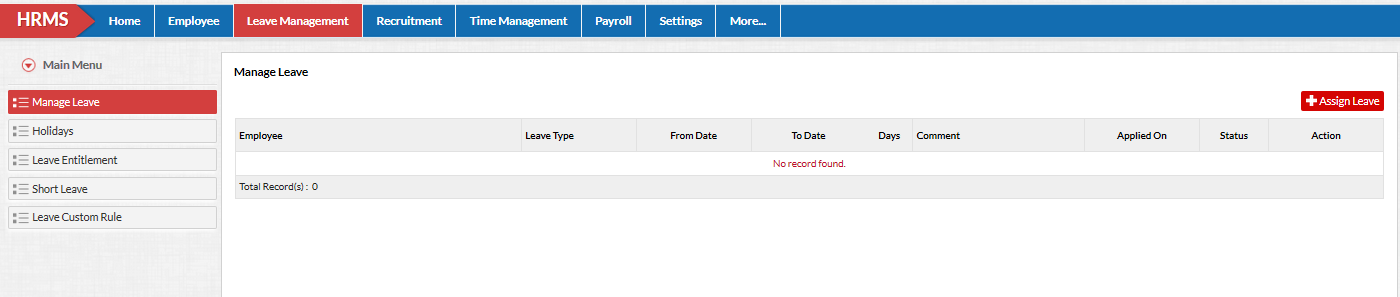 HRMS Home Employee Leave Management Recruitment Time Management Payroll Settings More...
Main Menu
Manage Leave
Holidays
Leave Entitlement
Short Leave
Leave Custom Rule
Manage Leave
Assign Leave
Employee Leave Type From Date To Date Days Comment Applied On Status Action
No record found.
Total Record(s) : 0